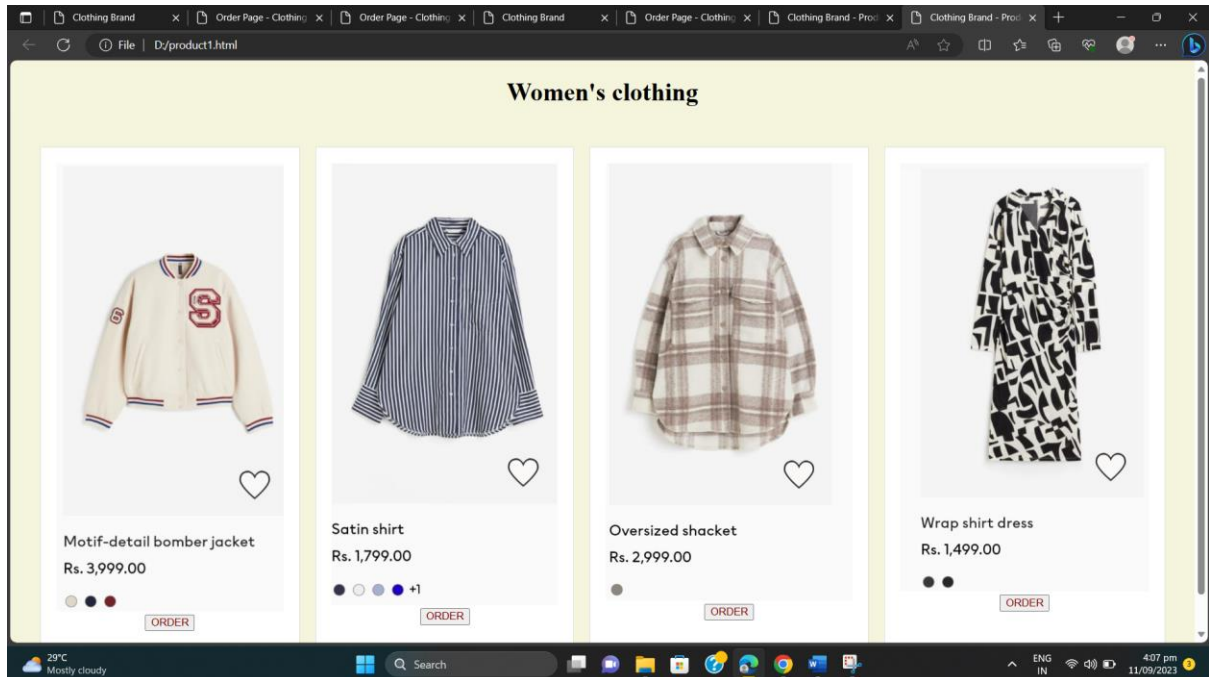 Clothing Brand
Order Page - Clothing
Order Page - Clothing
Clothing Brand
Order Page - Clothing
Clothing Brand - Prod
Clothing Brand - Prod
File
D:/product1.html
Women's clothing
S
6
Motif-detail bomber jacket
Rs. 3,999.00
ORDER
Satin shirt
Rs. 1,799.00
+1
ORDER
Oversized shacket
Rs. 2,999.00
ORDER
Wrap shirt dress
Rs. 1,499.00
ORDER
29°C
Mostly cloudy
Search
ENG
IN
4:07 pm
11/09/2023
3